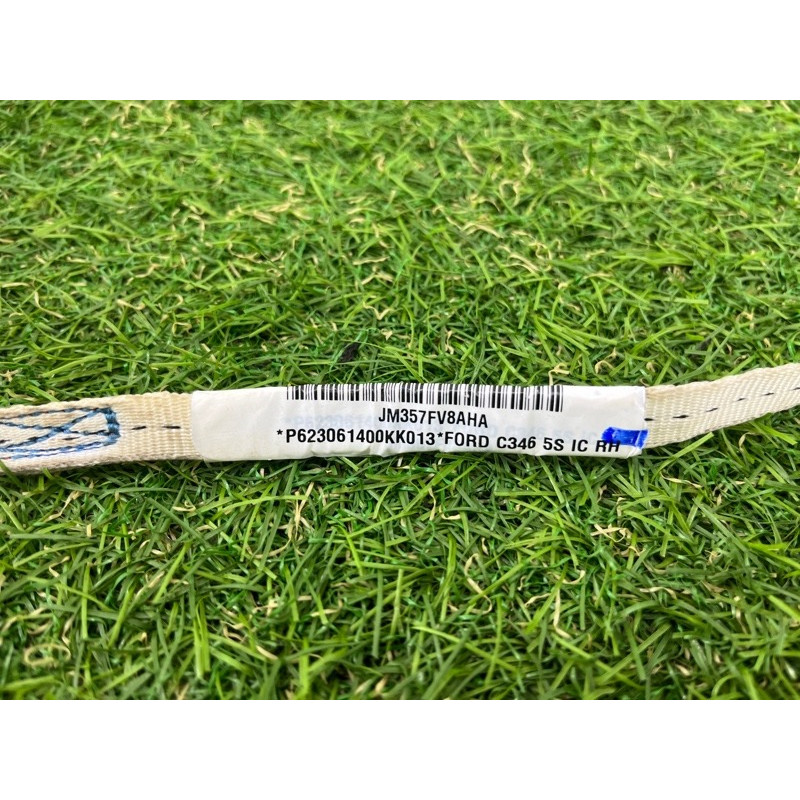 JM357FV8AHA
*P623061400KK013*FORD C346 5S IC RH